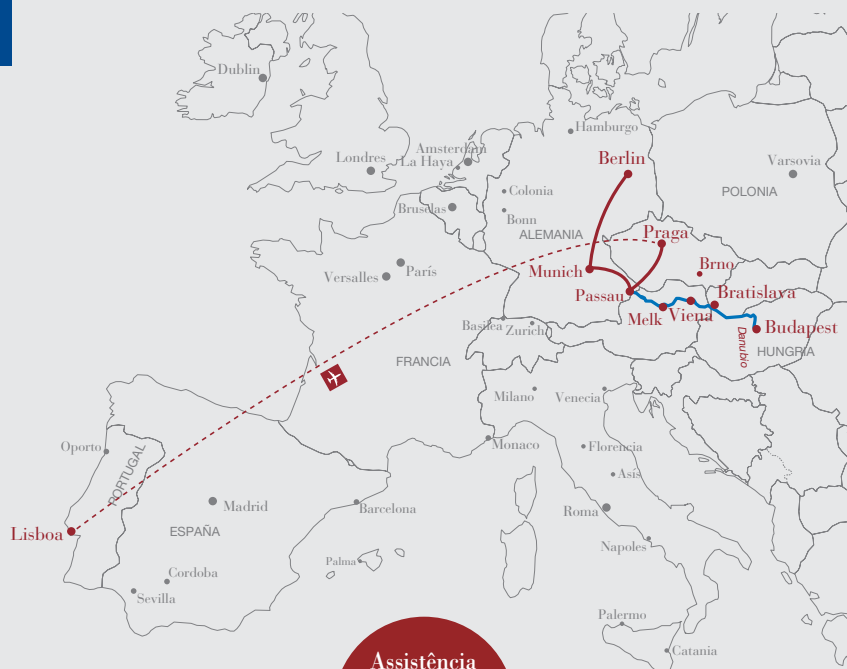 Dublin
Hamburgo
Amsterdam
Londres
La Haya
Berlin
Varsovia
Colonia
POLONIA
Bruselas
Bonn
ALEMANIA
Praga
Versalles
París
Munich
Brno
Passau
Bratislava
Melk
Viena
Basilea
Zurich
Budapest
Danubio
HUNGRIA
FRANCIA
Milano
Venecia
Oporto
Monaco
Florencia
PORTUGAL
Asís
Madrid
Barcelona
Roma
Lisboa
ESPAÑA
Napoles
Palma
Cordoba
Sevilla
Palermo
Catania
Assistência